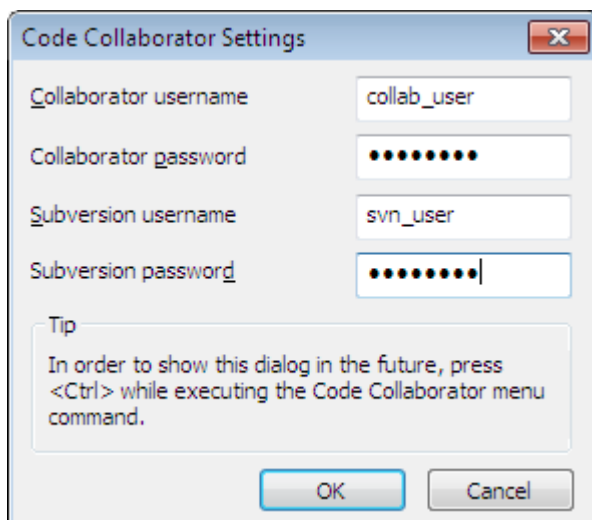 Code Collaborator Settings
Collaborator username collab_user
Collaborator password ●●●●●●●●
Subversion username svn_user
Subversion password ●●●●●●●●
Tip
In order to show this dialog in the future, press
<Ctrl> while executing the Code Collaborator menu
command.
OK Cancel